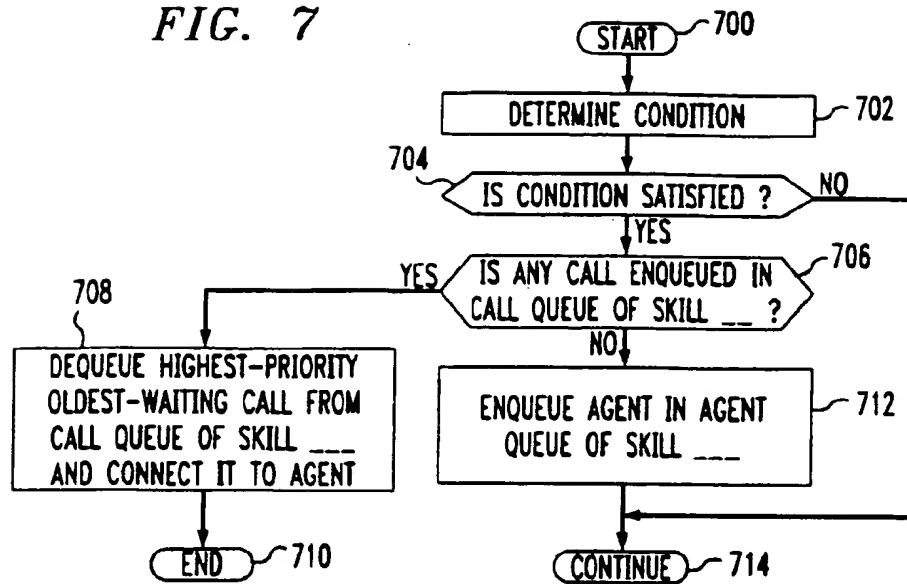 FIG. 7
START
700
DETERMINE CONDITION
702
704
IS CONDITION SATISFIED ?
NO
YES
706
IS ANY CALL ENQUEUED IN
CALL QUEUE OF SKILL __ ?
YES
NO
708
DEQUEUE HIGHEST-PRIORITY
OLDEST-WAITING CALL FROM
CALL QUEUE OF SKILL ___
AND CONNECT IT TO AGENT
ENQUEUE AGENT IN AGENT
QUEUE OF SKILL ___
712
END
710
CONTINUE
714